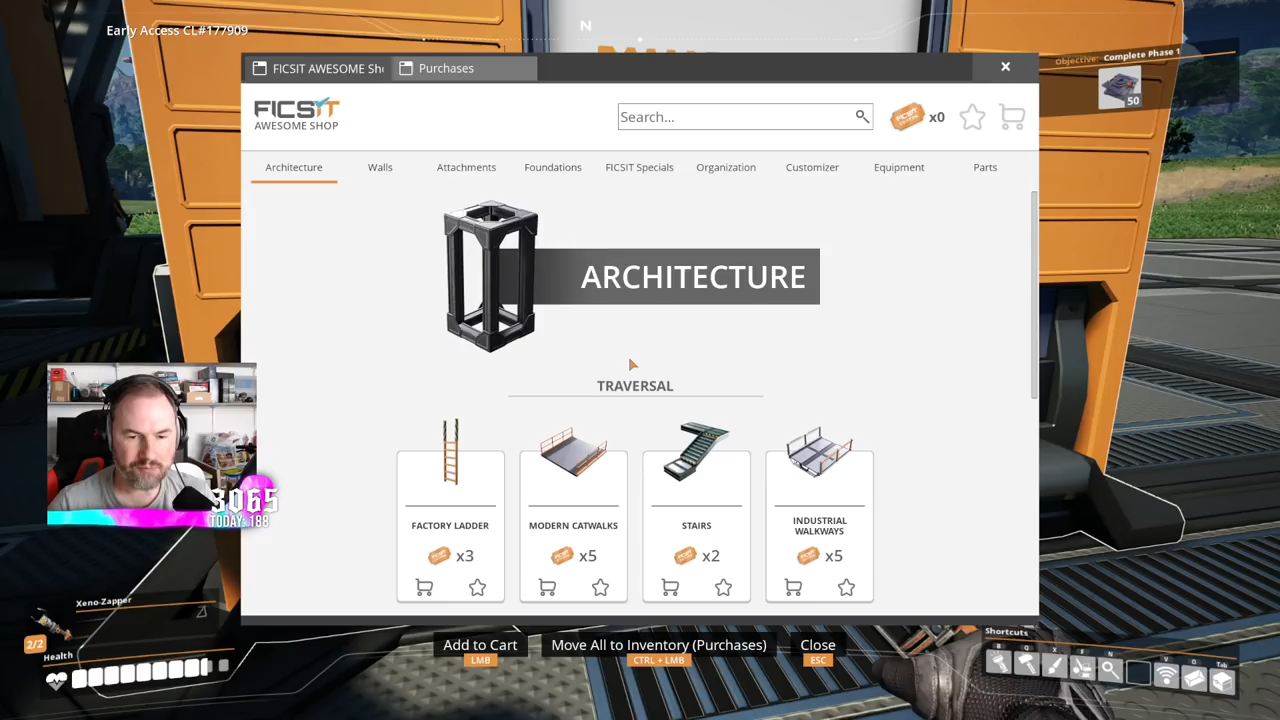 Early Access CL#177909
N
Objective: Complete Phase 1
50
FICSIT AWESOME Sh
Purchases
FICSIT
AWESOME SHOP
Search...
x0
Architecture
Walls
Attachments
Foundations
FICSIT Specials
Organization
Customizer
Equipment
Parts
ARCHITECTURE
TRAVERSAL
FACTORY LADDER
x3
MODERN CATWALKS
x5
STAIRS
x2
INDUSTRIAL
WALKWAYS
x5
3065
TODAY: 188
Xeno Zapper
2/2
Health
Add to Cart
LMB
Move All to Inventory (Purchases)
CTRL + LMB
Close
ESC
Shortcuts
B
Q
X
F
N
V
O
Tab